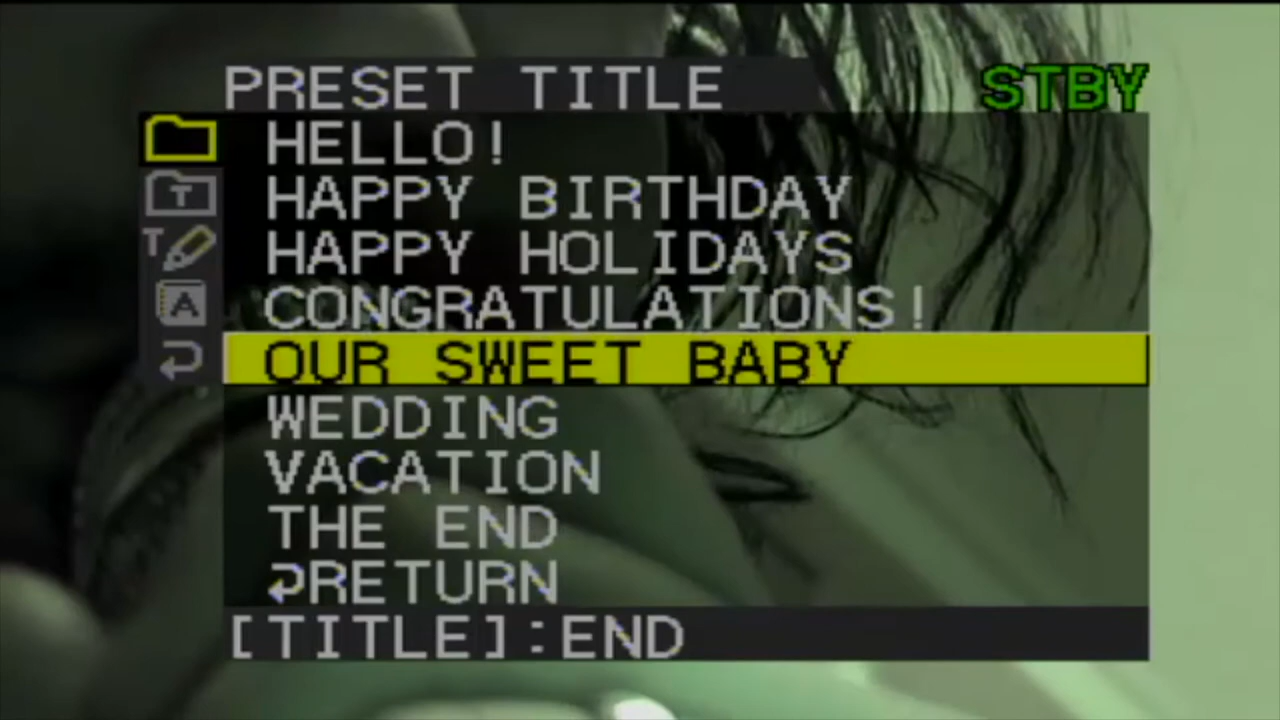 PRESET TITLE
STBY
HELLO!
HAPPY BIRTHDAY
HAPPY HOLIDAYS
T
CONGRATULATIONS!
T
A
OUR SWEET BABY
WEDDING
VACATION
THE END
RETURN
[TITLE]:END